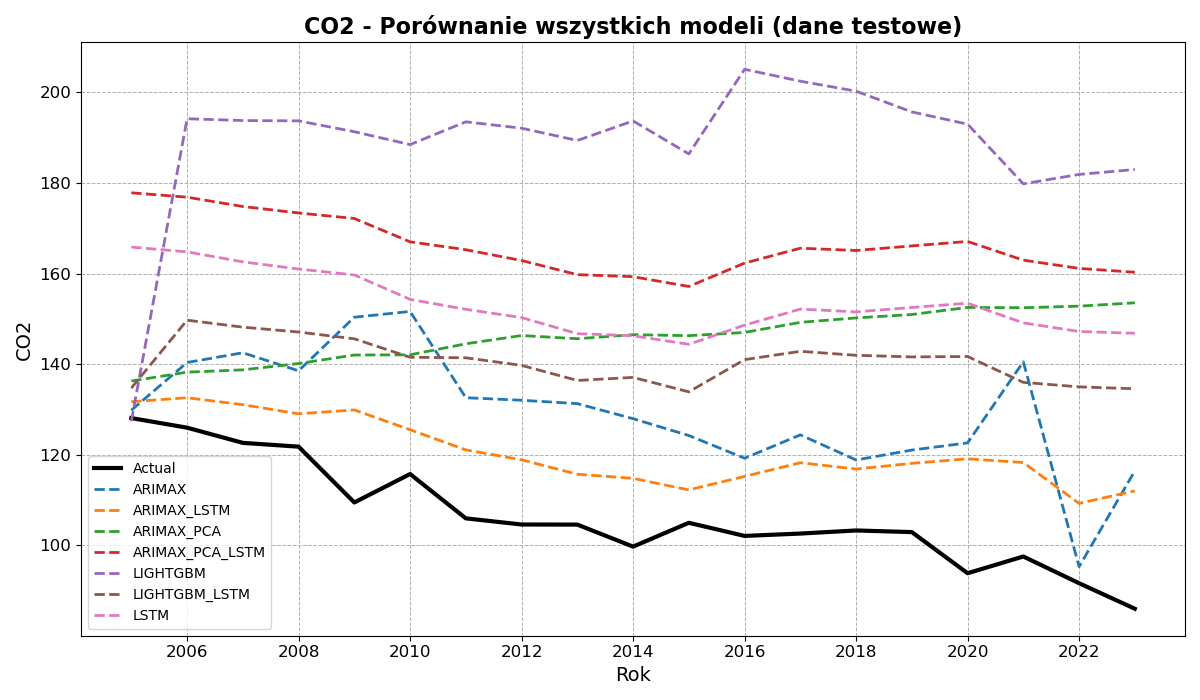 CO2 - Porównanie wszystkich modeli (dane testowe)
CO2
200
180
160
140
120
100
Actual
ARIMAX
ARIMAX_LSTM
ARIMAX_PCA
ARIMAX_PCA_LSTM
LIGHTGBM
LIGHTGBM_LSTM
LSTM
2006 2008 2010 2012 2014 2016 2018 2020 2022
Rok